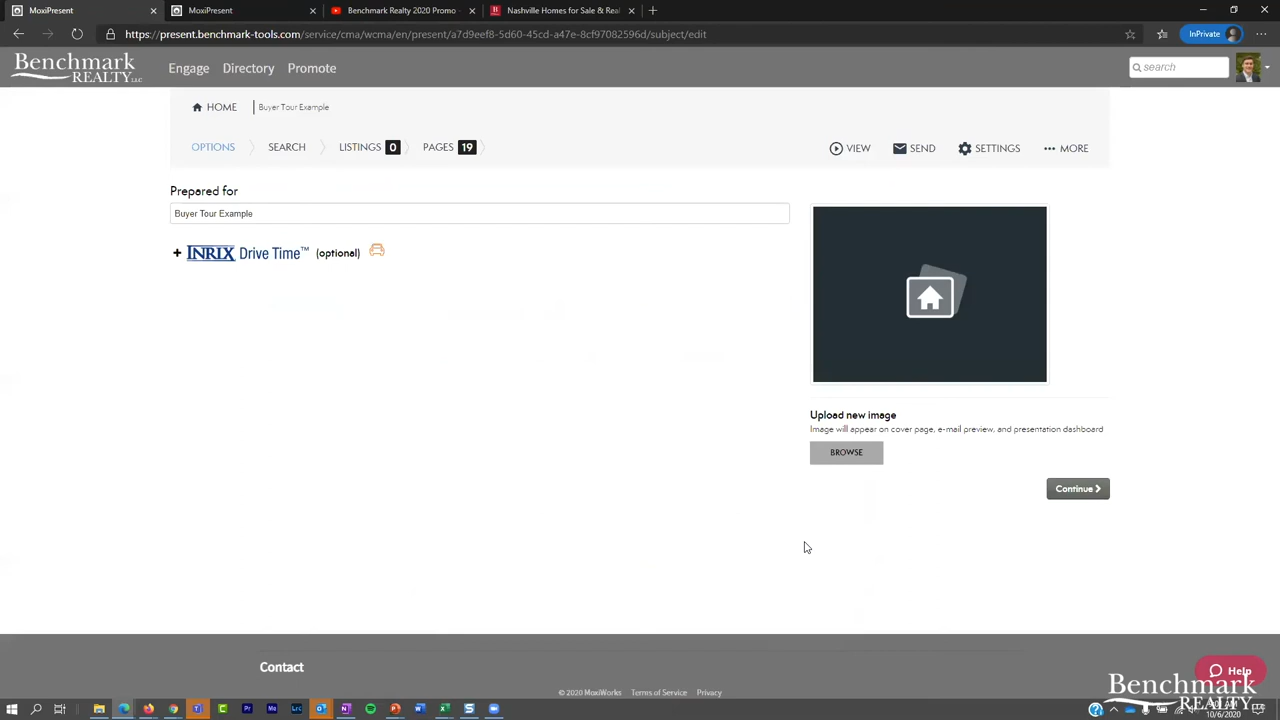 MoxiPresent
MoxiPresent
Benchmark Realty 2020 Promo
Nashville Homes for Sale & Real
https://present.benchmark-tools.com/service/cma/wcma/en/present/a7d9eef8-5d60-45cd-a47e-8cf97082596d/subject/edit
InPrivate
Benchmark
REALTY LLC
Engage
Directory
Promote
search
HOME
Buyer Tour Example
OPTIONS
SEARCH
LISTINGS 0
PAGES 19
VIEW
SEND
SETTINGS
MORE
Prepared for
Buyer Tour Example
+ INRIX Drive Time™ (optional)
Upload new image
Image will appear on cover page, e-mail preview, and presentation dashboard
BROWSE
Continue
Contact
© 2020 MoxiWorks
Terms of Service
Privacy
Help
Benchmark
REALTY LLC
10/6/2020